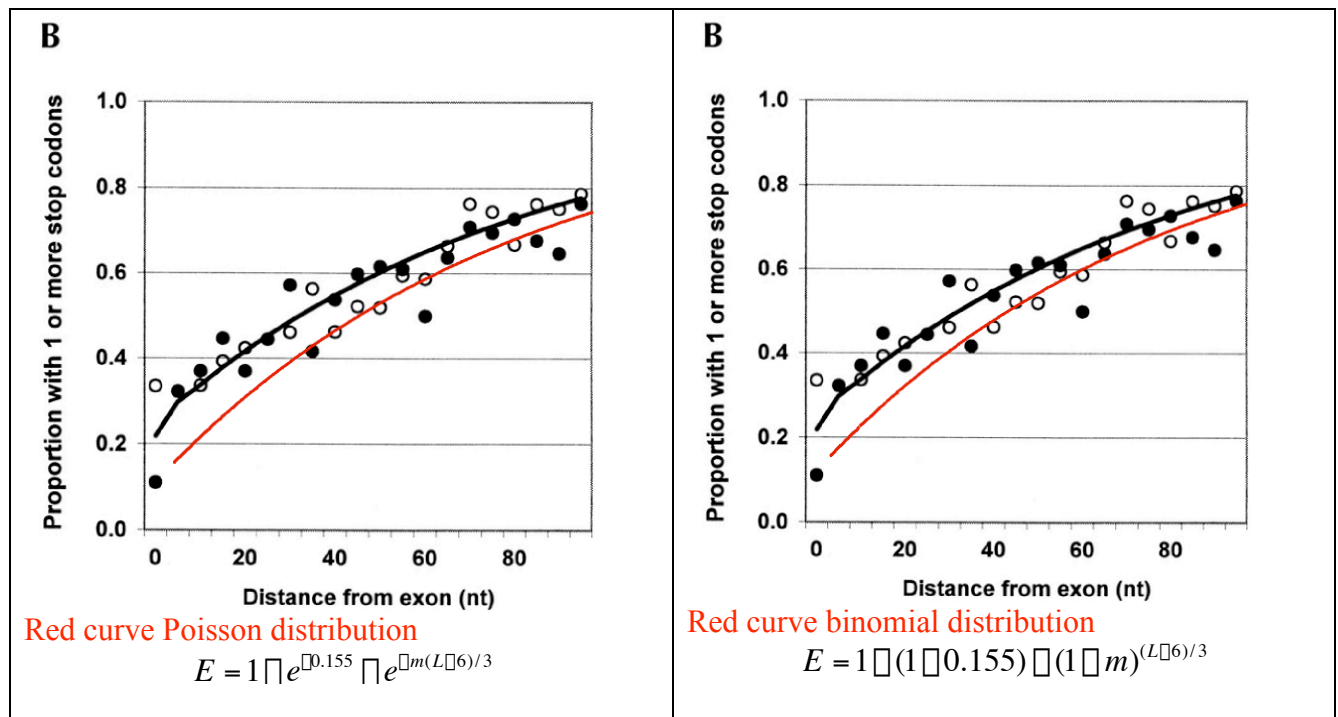 B
Proportion with 1 or more stop codons
1.0
0.8
0.6
0.4
0.2
0.0
0 20 40 60 80
Distance from exon (nt)
Red curve Poisson distribution
E = 1 □ e^{□0.155} □ e^{□m(L□6)/3}
B
Proportion with 1 or more stop codons
1.0
0.8
0.6
0.4
0.2
0.0
0 20 40 60 80
Distance from exon (nt)
Red curve binomial distribution
E = 1 □ (1 □ 0.155) □ (1 □ m)^{(L□6)/3}